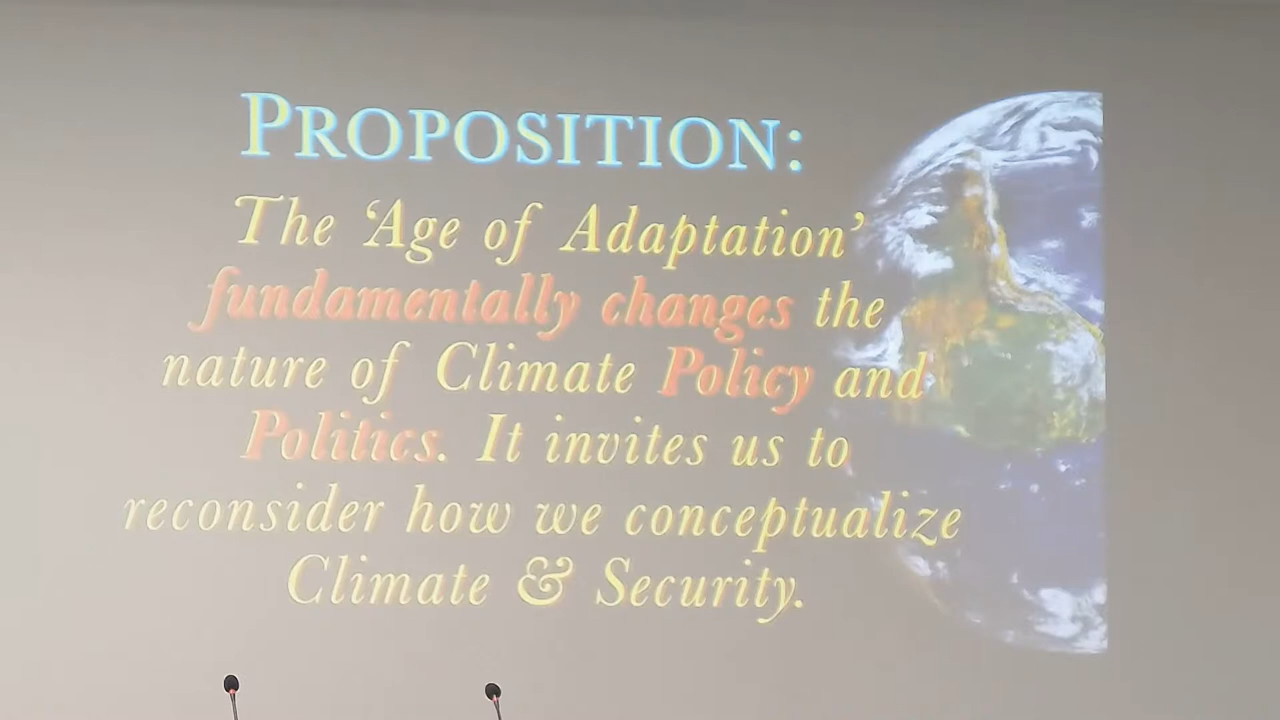 PROPOSITION:
The ‘Age of Adaptation’
fundamentally changes the
nature of Climate Policy and
Politics. It invites us to
reconsider how we conceptualize
Climate & Security.